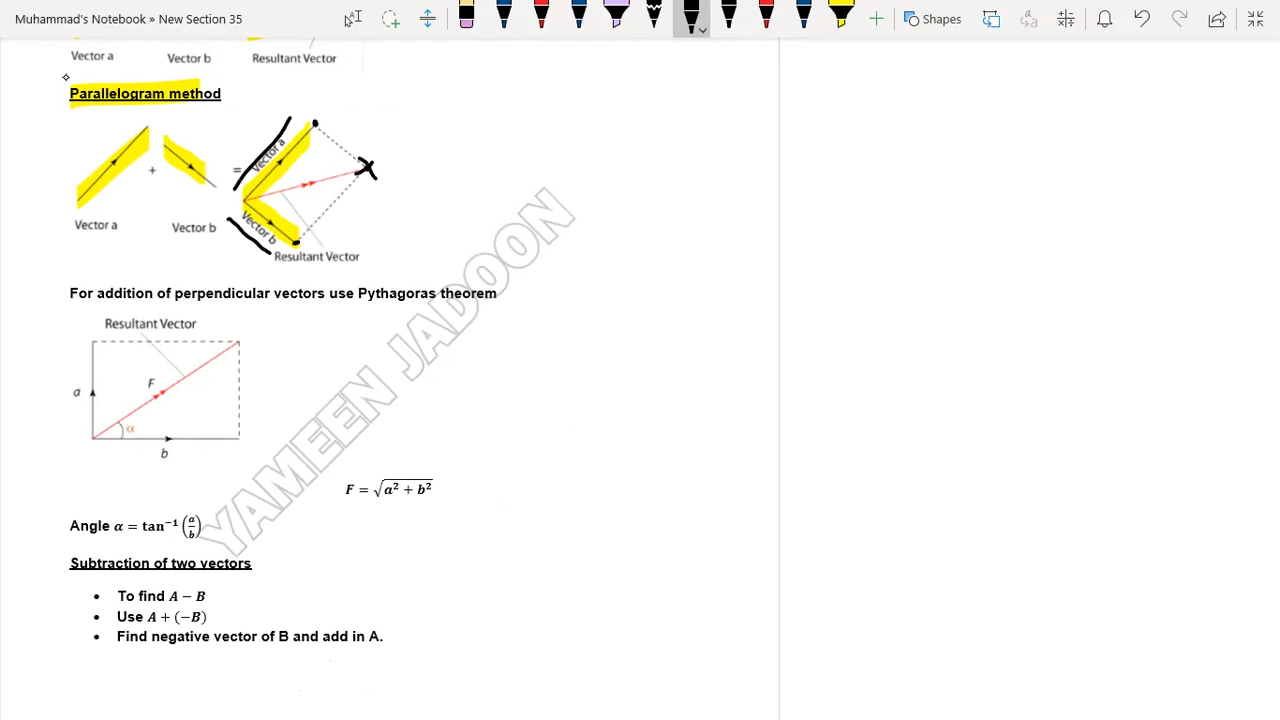 Muhammad's Notebook » New Section 35
Shapes
Vector a
Vector b
Resultant Vector
Parallelogram method
+
=
Vector a
Vector a
Vector b
Vector b
Resultant Vector
For addition of perpendicular vectors use Pythagoras theorem
Resultant Vector
a
F
α
b
F = √(a² + b²)
Angle α = tan⁻¹ (a/b)
Subtraction of two vectors
• To find A − B
• Use A + (−B)
• Find negative vector of B and add in A.
YAMEEN JADOON